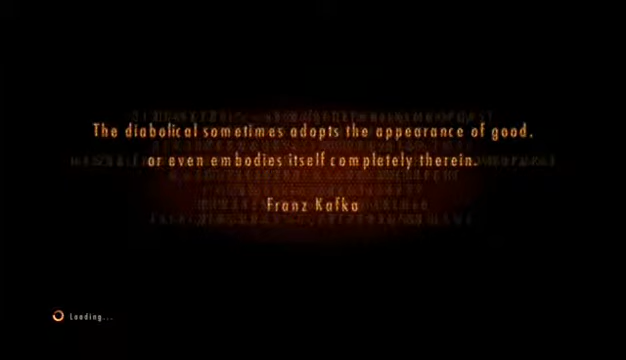 The diabolical sometimes adopts the appearance of good,
or even embodies itself completely therein.
Franz Kafka
Loading...